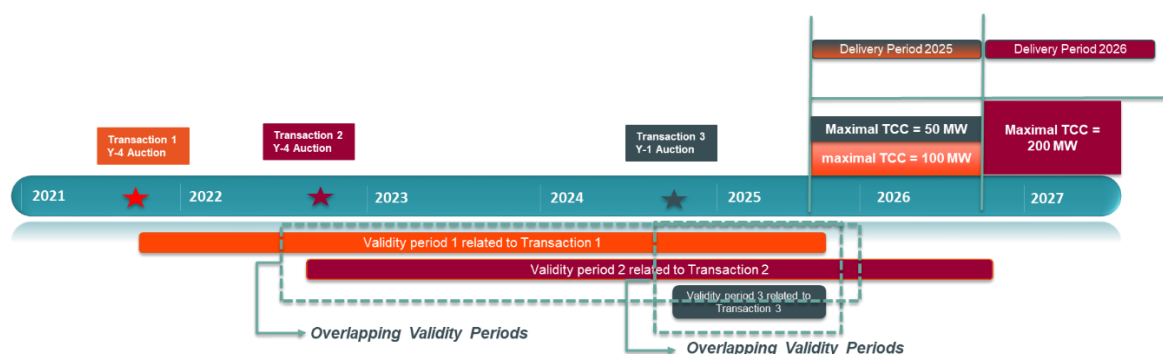 Delivery Period 2025
Delivery Period 2026
Transaction 1
Y-4 Auction
Transaction 2
Y-4 Auction
Transaction 3
Y-1 Auction
Maximal TCC = 50 MW
maximal TCC = 100 MW
Maximal TCC =
200 MW
2021
2022
2023
2024
2025
2026
2027
Validity period 1 related to Transaction 1
Validity period 2 related to Transaction 2
Validity period 3 related to
Transaction 3
Overlapping Validity Periods
Overlapping Validity Periods